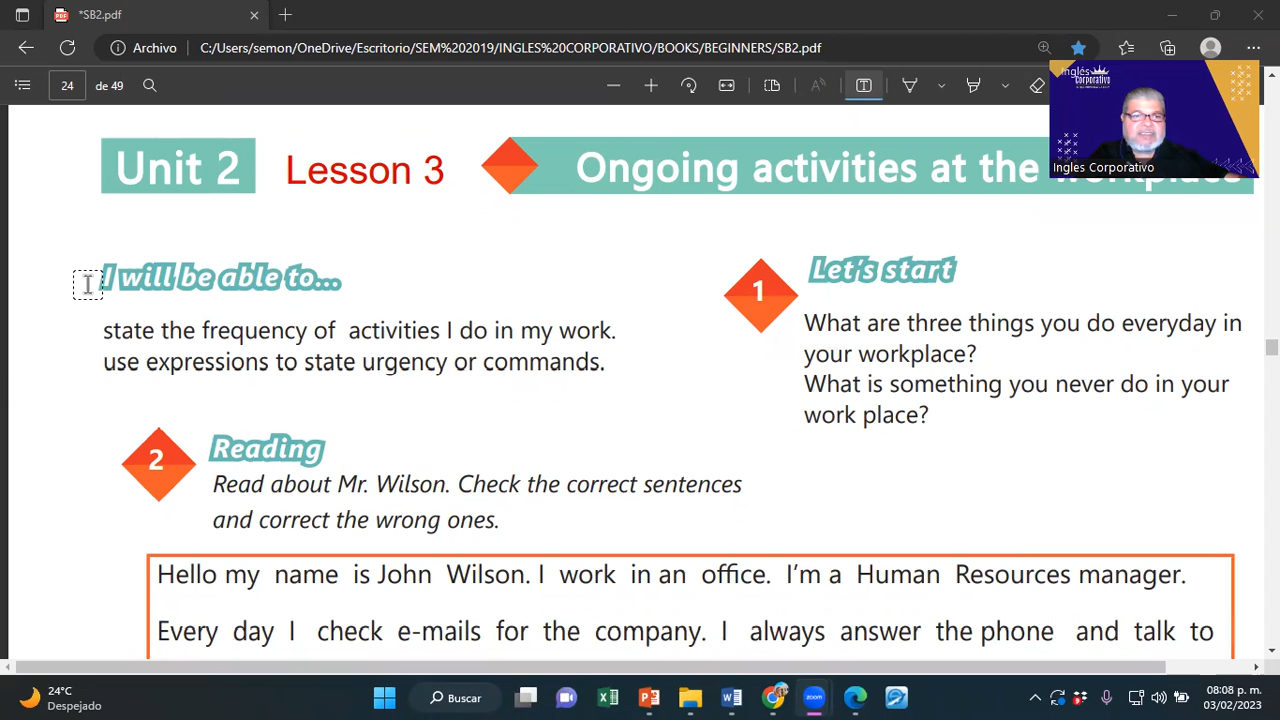 *SB2.pdf
Archivo
C:/Users/semon/OneDrive/Escritorio/SEM%202019/INGLES%20CORPORATIVO/BOOKS/BEGINNERS/SB2.pdf
24 de 49
Inglés
corporativo
Ingles Corporativo
Unit 2 Lesson 3 Ongoing activities at the workplace
I will be able to...
state the frequency of activities I do in my work.
use expressions to state urgency or commands.
1 Let's start
What are three things you do everyday in
your workplace?
What is something you never do in your
work place?
2 Reading
Read about Mr. Wilson. Check the correct sentences
and correct the wrong ones.
Hello my name is John Wilson. I work in an office. I'm a Human Resources manager.
Every day I check e-mails for the company. I always answer the phone and talk to
24°C
Despejado
Buscar
08:08 p. m.
03/02/2023